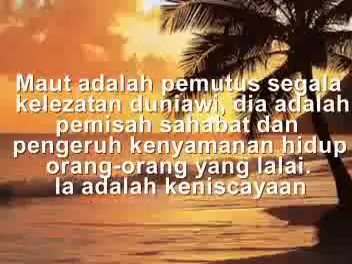 Maut adalah pemutus segala
kelezatan duniawi, dia adalah
pemisah sahabat dan
pengeruh kenyamanan hidup
orang-orang yang lalai.
Ia adalah keniscayaan